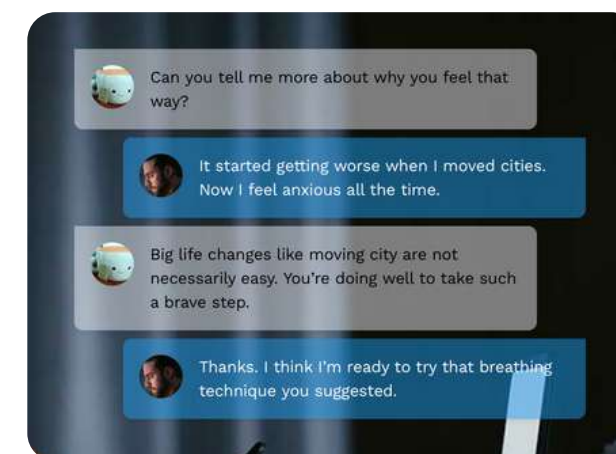 Can you tell me more about why you feel that
way?
It started getting worse when I moved cities.
Now I feel anxious all the time.
Big life changes like moving city are not
necessarily easy. You’re doing well to take such
a brave step.
Thanks. I think I’m ready to try that breathing
technique you suggested.